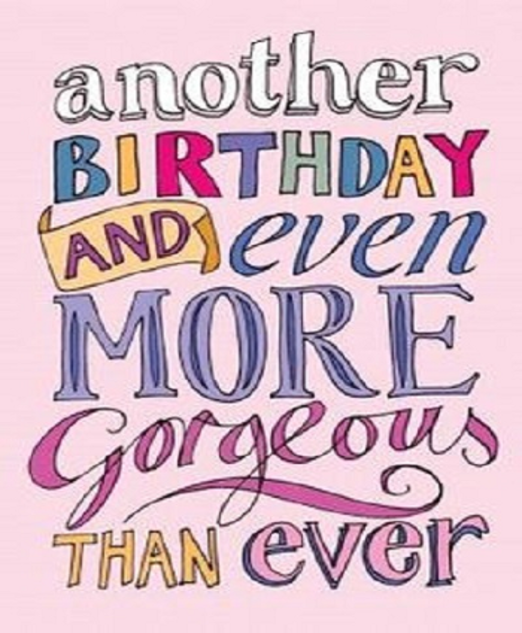 another
BIRTHDAY
AND even
MORE
Gorgeous
THAN ever